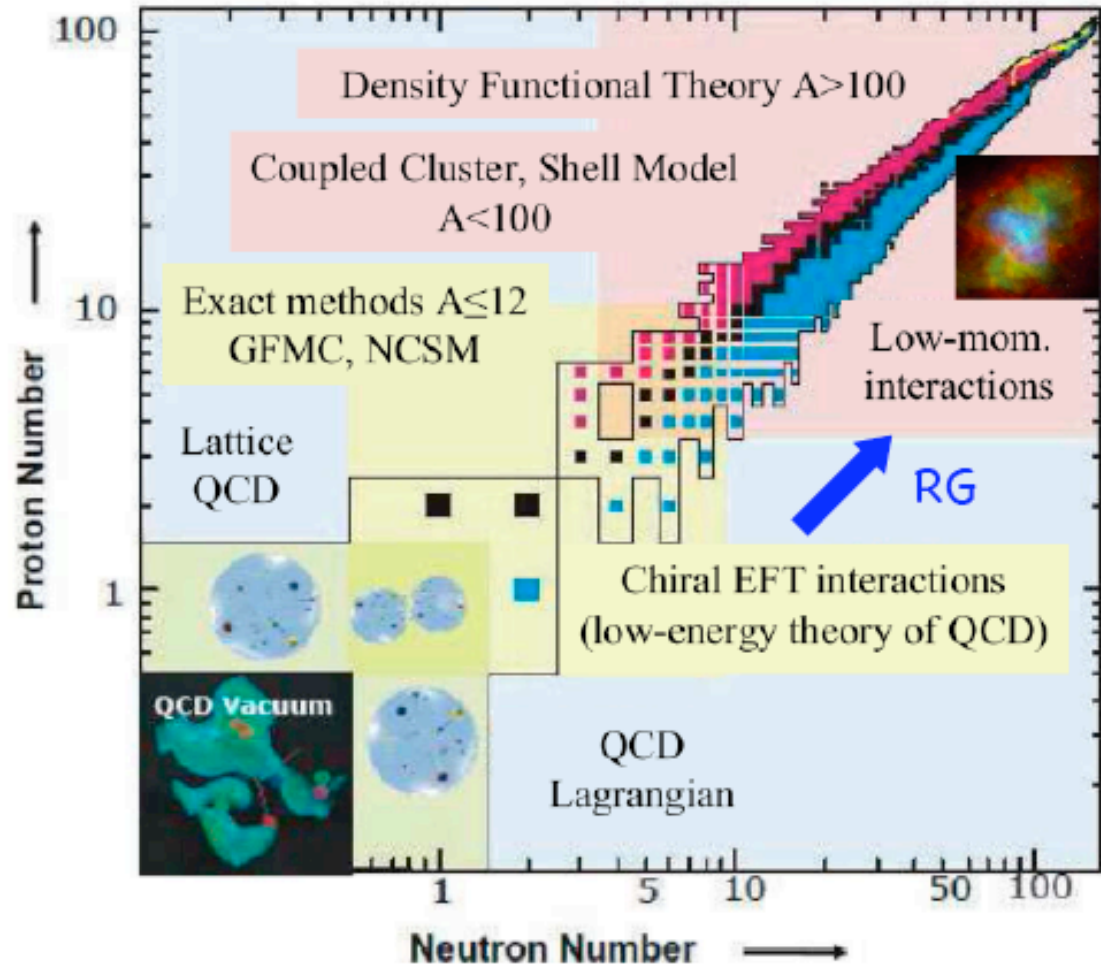 100
Density Functional Theory A>100
Coupled Cluster, Shell Model
A<100
Exact methods A≤12
GFMC, NCSM
10
Low-mom.
interactions
Lattice
QCD
RG
1
Chiral EFT interactions
(low-energy theory of QCD)
QCD Vacuum
QCD
Lagrangian
1
5
10
50
100
Proton Number
Neutron Number